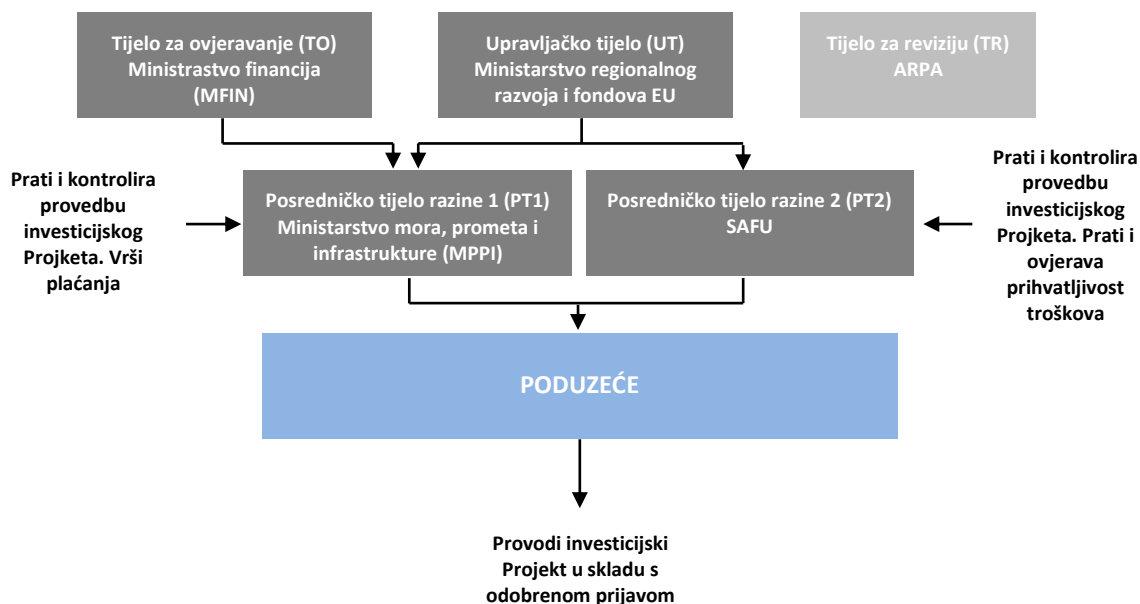 Tijelo za ovjeravanje (TO)
Ministrastvo financija
(MFIN)
Upravljačko tijelo (UT)
Ministarstvo regionalnog
razvoja i fondova EU
Tijelo za reviziju (TR)
ARPA
Prati i kontrolira
provedbu
investicijskog
Projketa. Vrši
plaćanja
Posredničko tijelo razine 1 (PT1)
Ministarstvo mora, prometa i
infrastrukture (MPPI)
Posredničko tijelo razine 2 (PT2)
SAFU
Prati i kontrolira
provedbu
investicijskog
Projketa. Prati i
ovjerava
prihvatljivost
troškova
PODUZEĆE
Provodi investicijski
Projekt u skladu s
odobrenom prijavom